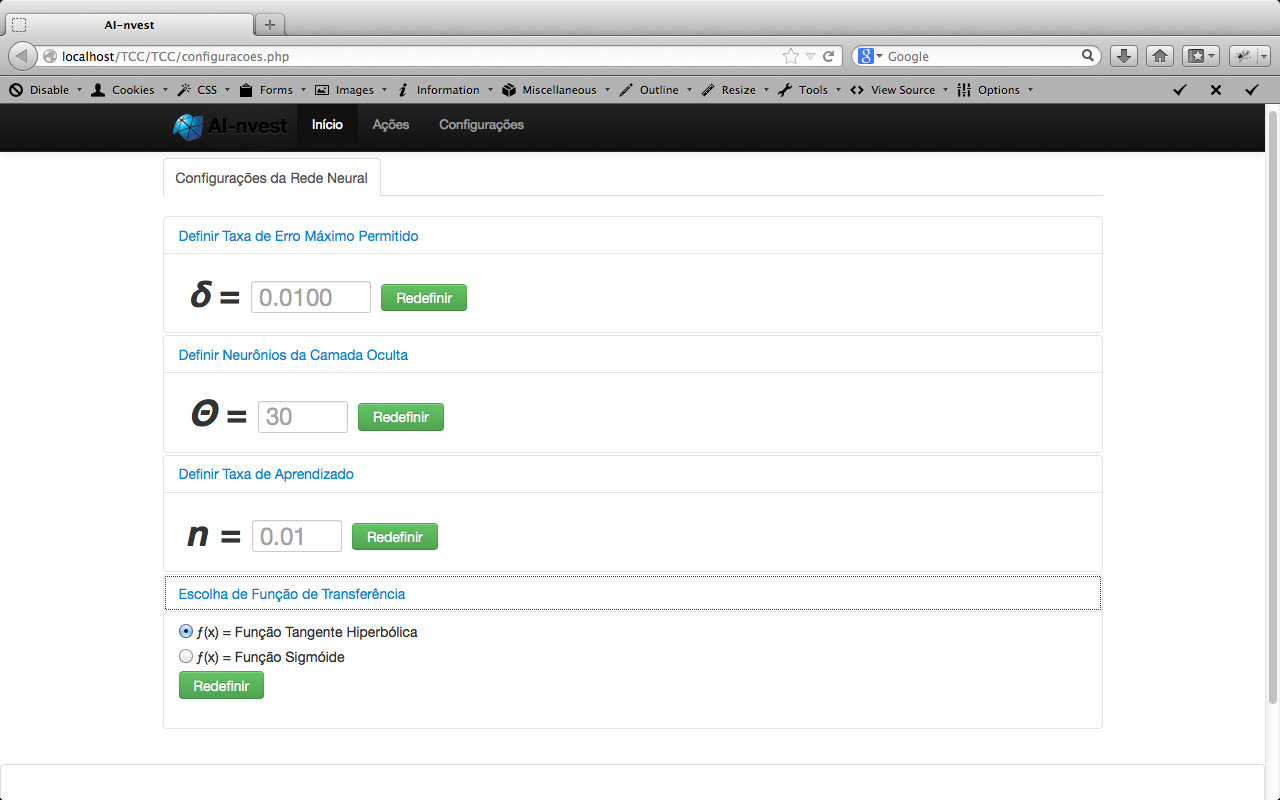 AI-nvest
localhost/TCC/TCC/configuracoes.php
Google
Disable Cookies CSS Forms Images Information Miscellaneous Outline Resize Tools View Source Options
AI-nvest Início Ações Configurações
Configurações da Rede Neural
Definir Taxa de Erro Máximo Permitido
δ = 0.0100 Redefinir
Definir Neurônios da Camada Oculta
Θ = 30 Redefinir
Definir Taxa de Aprendizado
n = 0.01 Redefinir
Escolha de Função de Transferência
ƒ(x) = Função Tangente Hiperbólica
ƒ(x) = Função Sigmóide
Redefinir